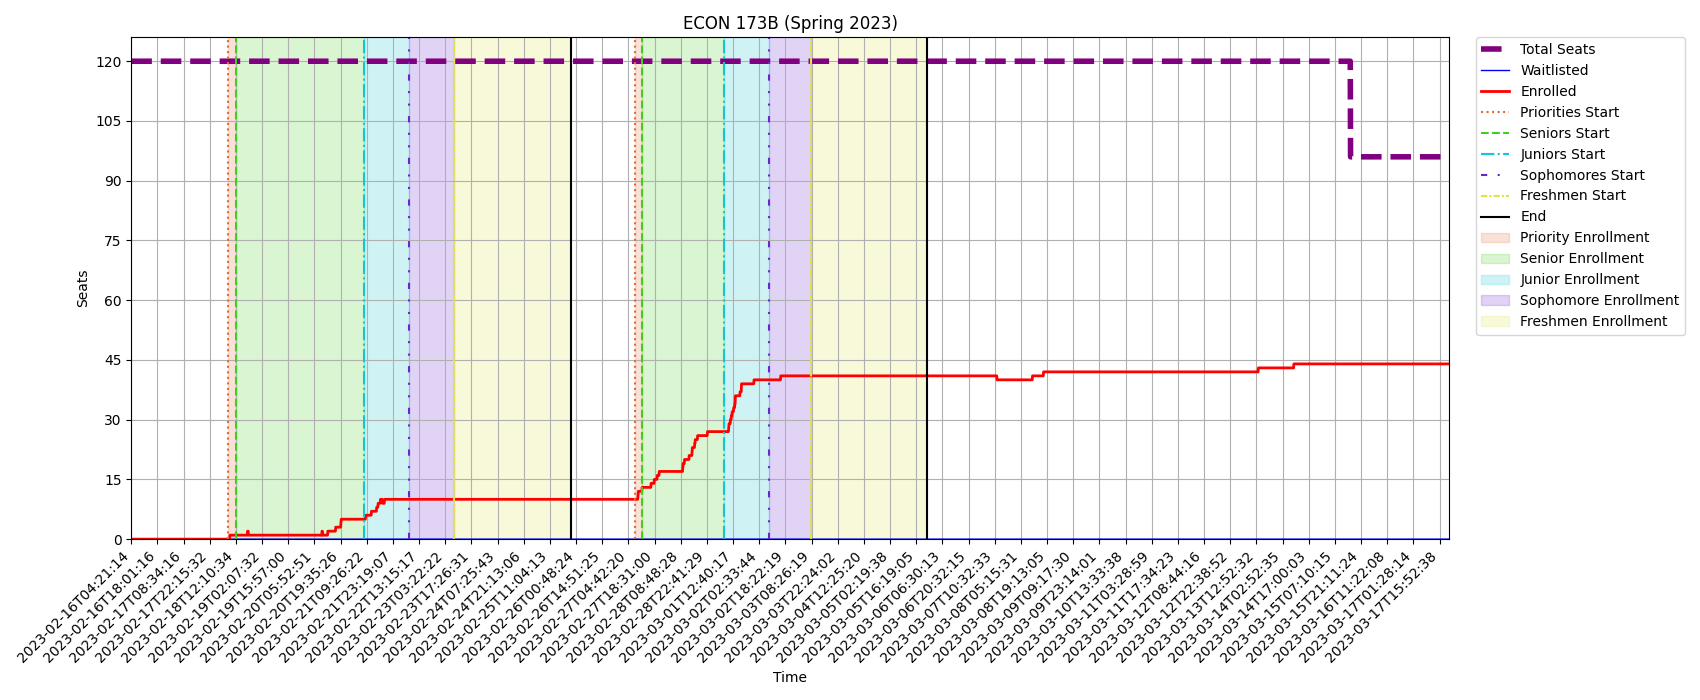 ECON 173B (Spring 2023)
Seats
120
105
90
75
60
45
30
15
0
2023-02-16T04:21:14
2023-02-16T18:01:16
2023-02-17T08:34:16
2023-02-17T22:15:32
2023-02-18T12:10:34
2023-02-19T02:07:32
2023-02-19T15:57:00
2023-02-20T05:52:51
2023-02-20T19:35:26
2023-02-21T09:26:22
2023-02-21T23:19:07
2023-02-22T13:15:17
2023-02-23T03:22:22
2023-02-23T17:26:31
2023-02-24T07:25:43
2023-02-24T21:13:06
2023-02-25T11:04:13
2023-02-26T00:48:24
2023-02-26T14:51:25
2023-02-27T04:42:20
2023-02-27T18:31:00
2023-02-28T08:48:28
2023-02-28T22:41:29
2023-03-01T12:40:17
2023-03-02T02:33:44
2023-03-02T18:22:19
2023-03-03T08:26:19
2023-03-03T22:24:02
2023-03-04T12:25:20
2023-03-05T02:19:38
2023-03-05T16:19:05
2023-03-06T06:30:13
2023-03-06T20:32:15
2023-03-07T10:32:33
2023-03-08T05:15:31
2023-03-08T19:13:05
2023-03-09T09:17:30
2023-03-09T23:14:01
2023-03-10T13:33:38
2023-03-11T03:28:59
2023-03-11T17:34:23
2023-03-12T08:44:16
2023-03-12T22:38:52
2023-03-13T12:52:32
2023-03-14T02:52:35
2023-03-14T17:00:03
2023-03-15T07:10:15
2023-03-15T21:11:24
2023-03-16T11:22:08
2023-03-17T01:28:14
2023-03-17T15:52:38
Time
Total Seats
Waitlisted
Enrolled
Priorities Start
Seniors Start
Juniors Start
Sophomores Start
Freshmen Start
End
Priority Enrollment
Senior Enrollment
Junior Enrollment
Sophomore Enrollment
Freshmen Enrollment